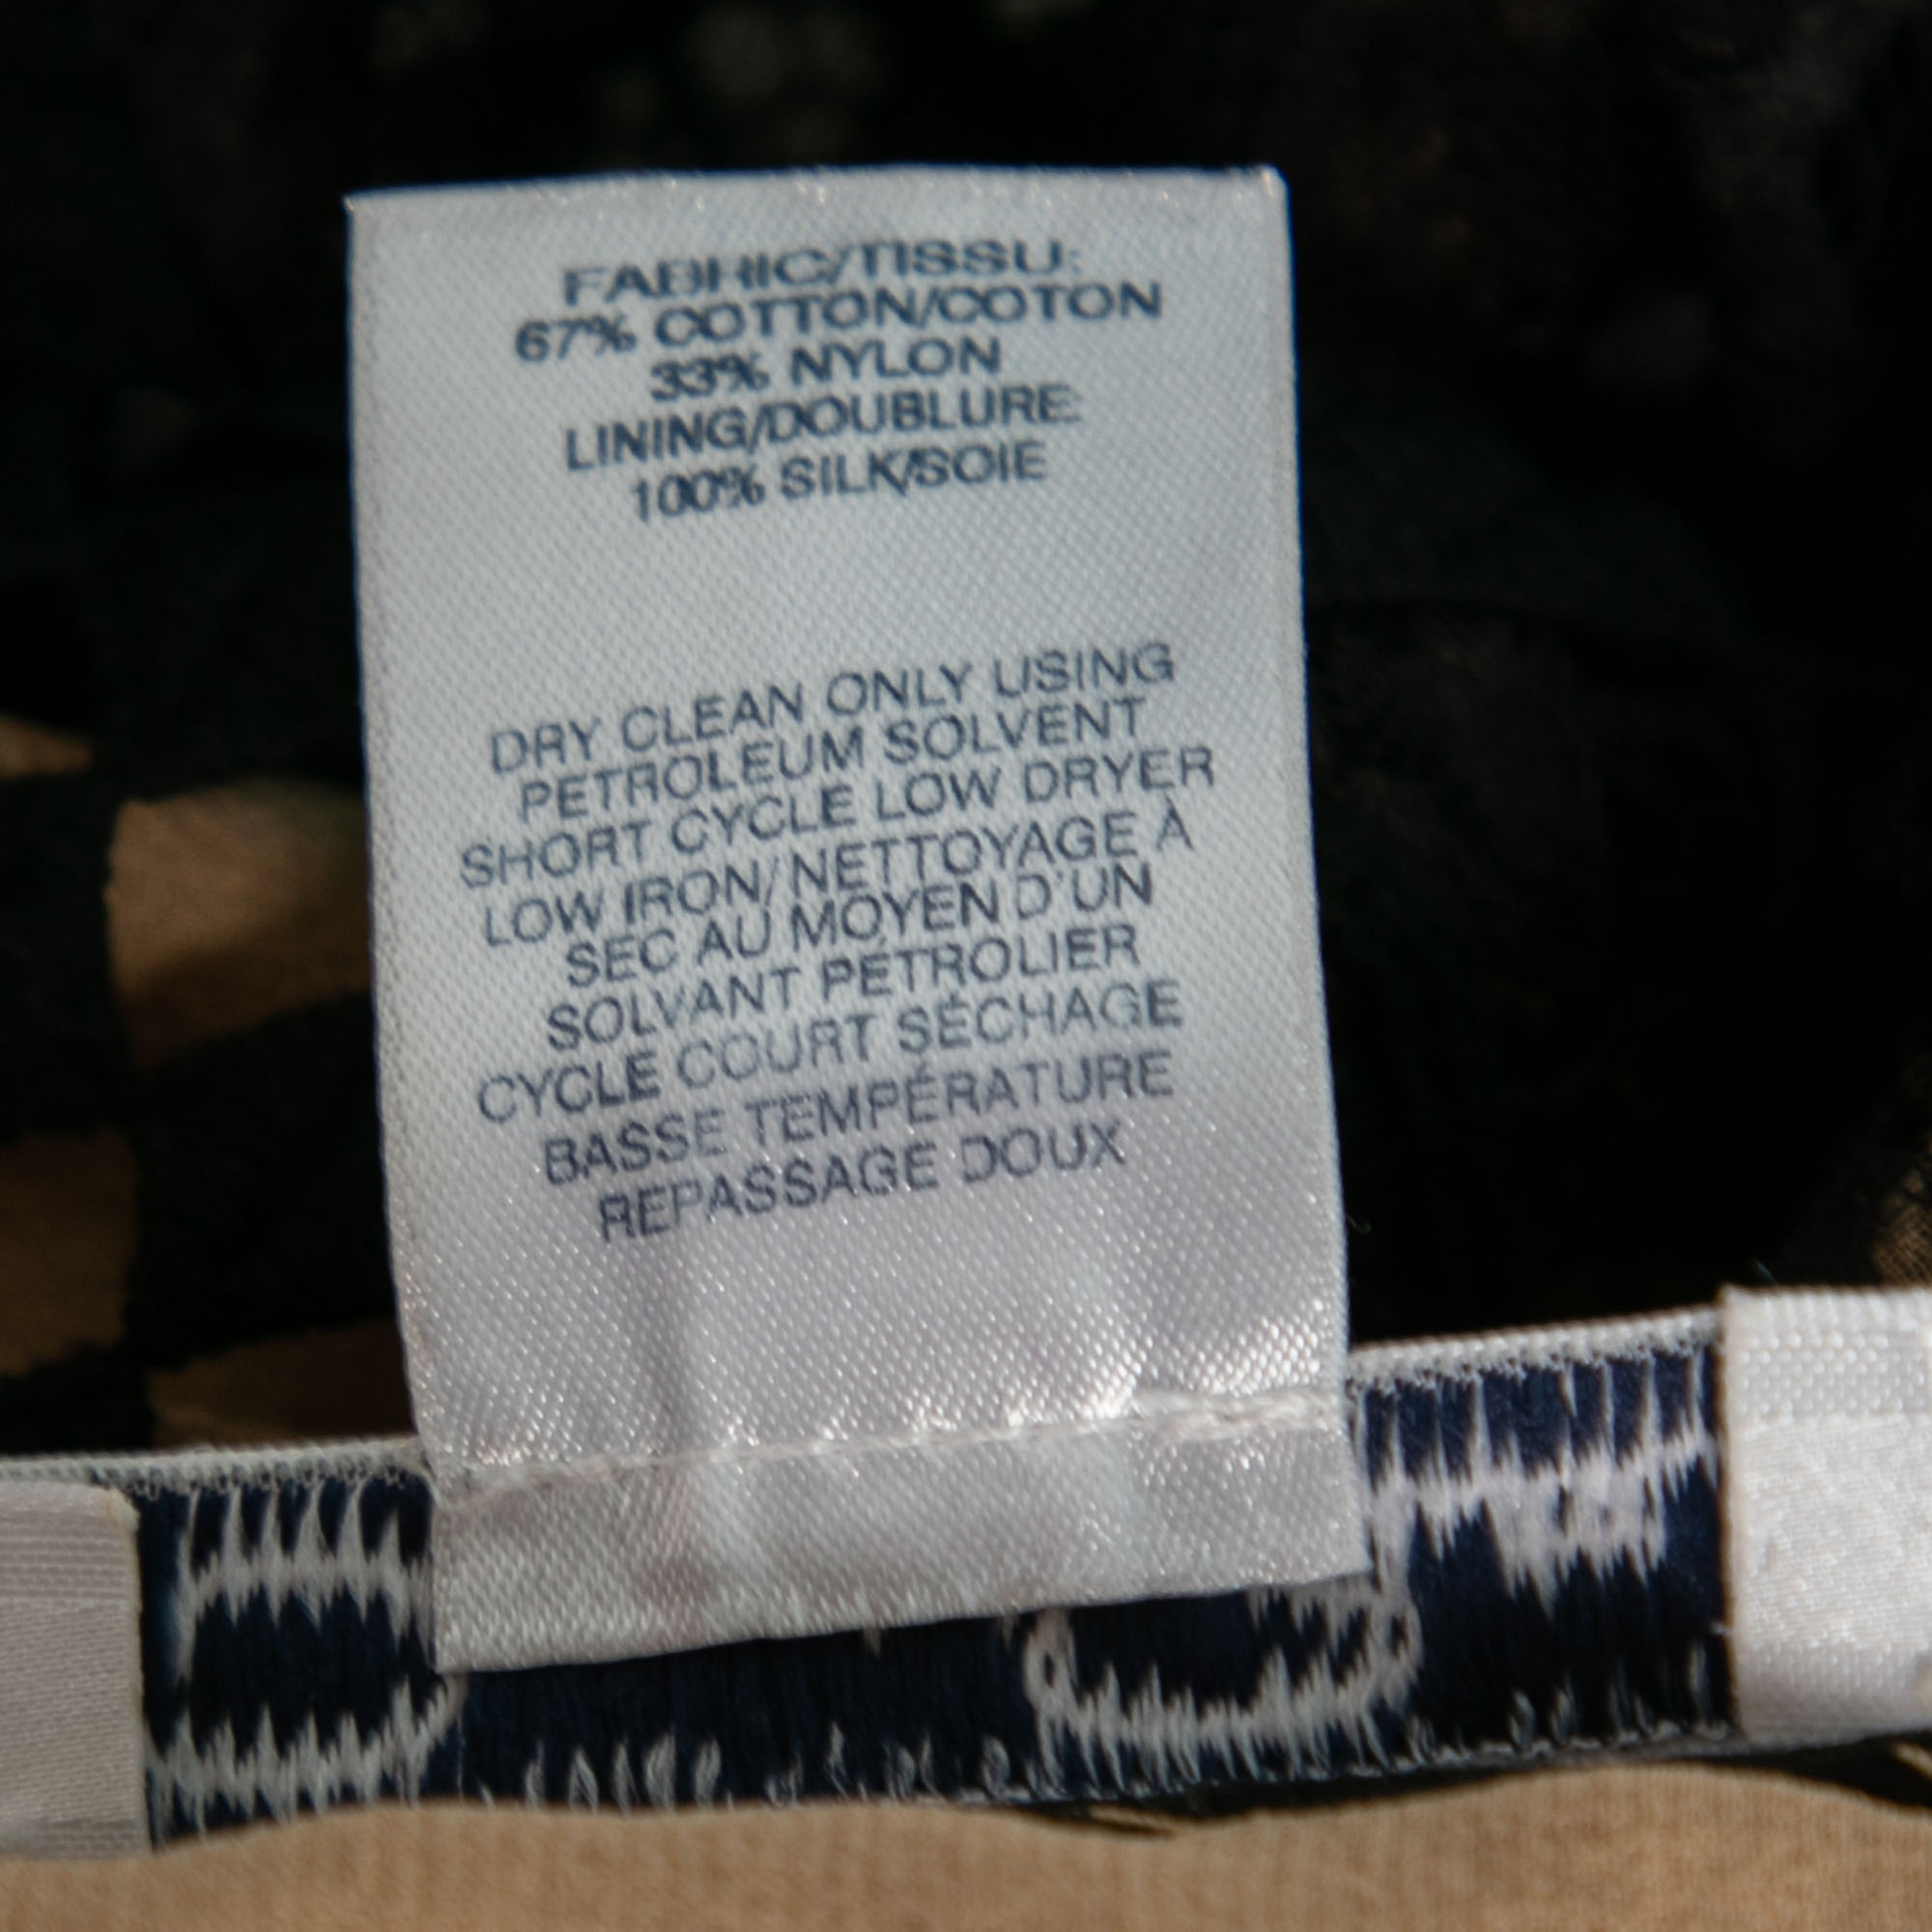 FABRIC/TISSU:
67% COTTON/COTON
33% NYLON
LINING/DOUBLURE:
100% SILK/SOIE
DRY CLEAN ONLY USING
PETROLEUM SOLVENT
SHORT CYCLE LOW DRYER
LOW IRON/NETTOYAGE À
SEC AU MOYEN D'UN
SOLVANT PÉTROLIER
CYCLE COURT SÉCHAGE
BASSE TEMPÉRATURE
REPASSAGE DOUX